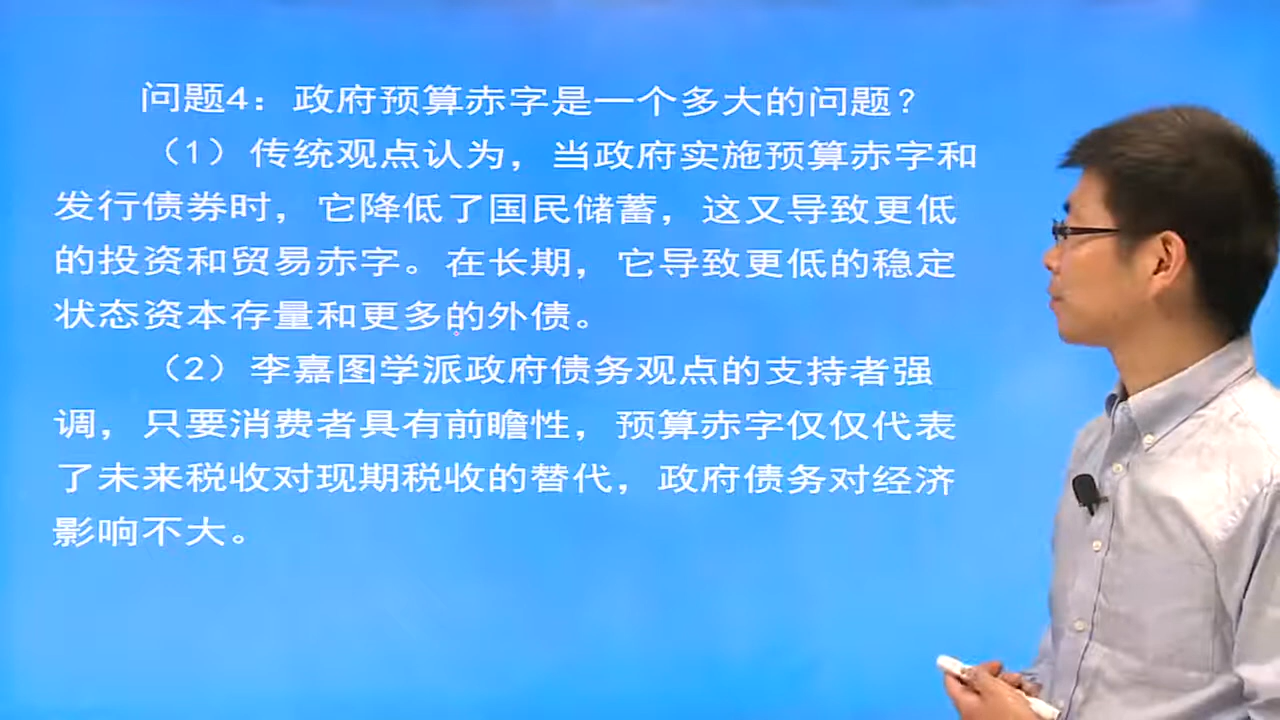 问题4：政府预算赤字是一个多大的问题？
（1）传统观点认为，当政府实施预算赤字和
发行债券时，它降低了国民储蓄，这又导致更低
的投资和贸易赤字。在长期，它导致更低的稳定
状态资本存量和更多的外债。
（2）李嘉图学派政府债务观点的支持者强
调，只要消费者具有前瞻性，预算赤字仅仅代表
了未来税收对现期税收的替代，政府债务对经济
影响不大。